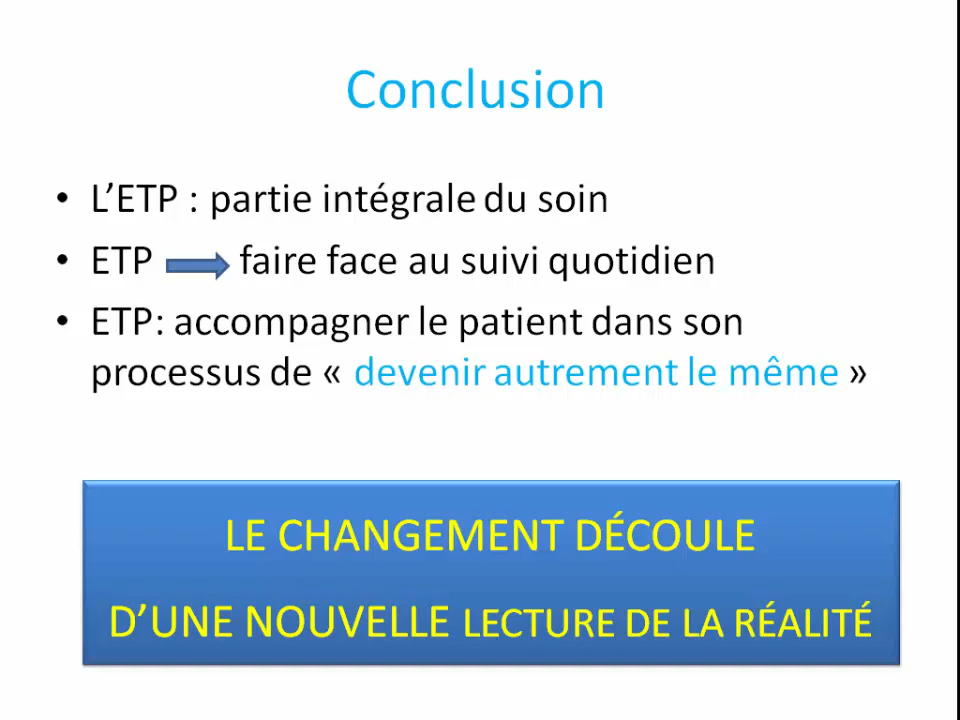 Conclusion
• L’ETP : partie intégrale du soin
• ETP faire face au suivi quotidien
• ETP: accompagner le patient dans son
processus de « devenir autrement le même »
LE CHANGEMENT DÉCOULE
D’UNE NOUVELLE LECTURE DE LA RÉALITÉ